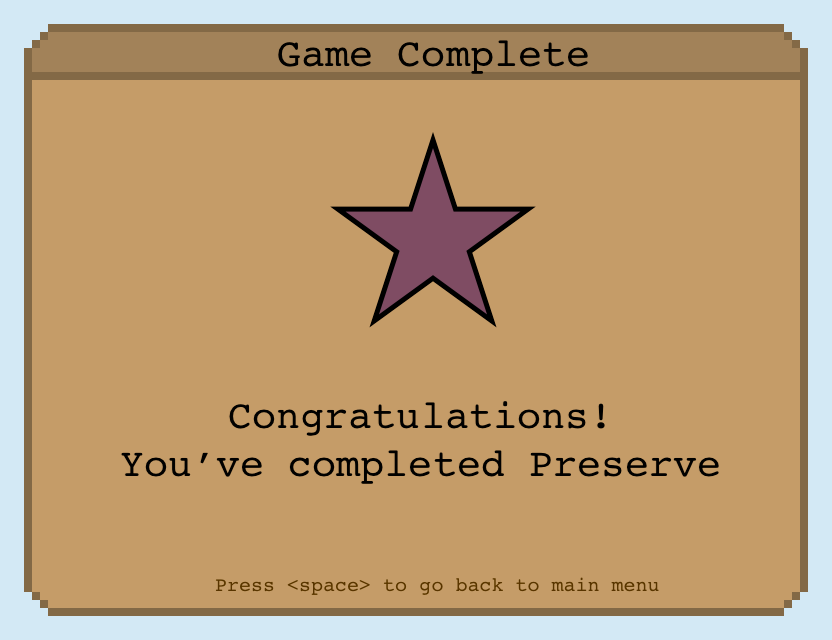 Game Complete
Congratulations!
You’ve completed Preserve
Press <space> to go back to main menu